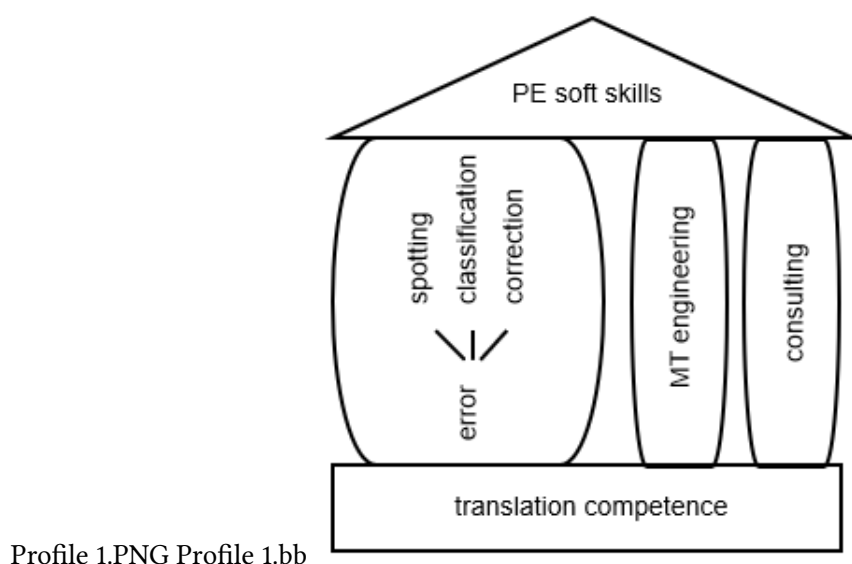 PE soft skills
spotting
classification
correction
error
MT engineering
consulting
translation competence
Profile 1.PNG Profile 1.bb